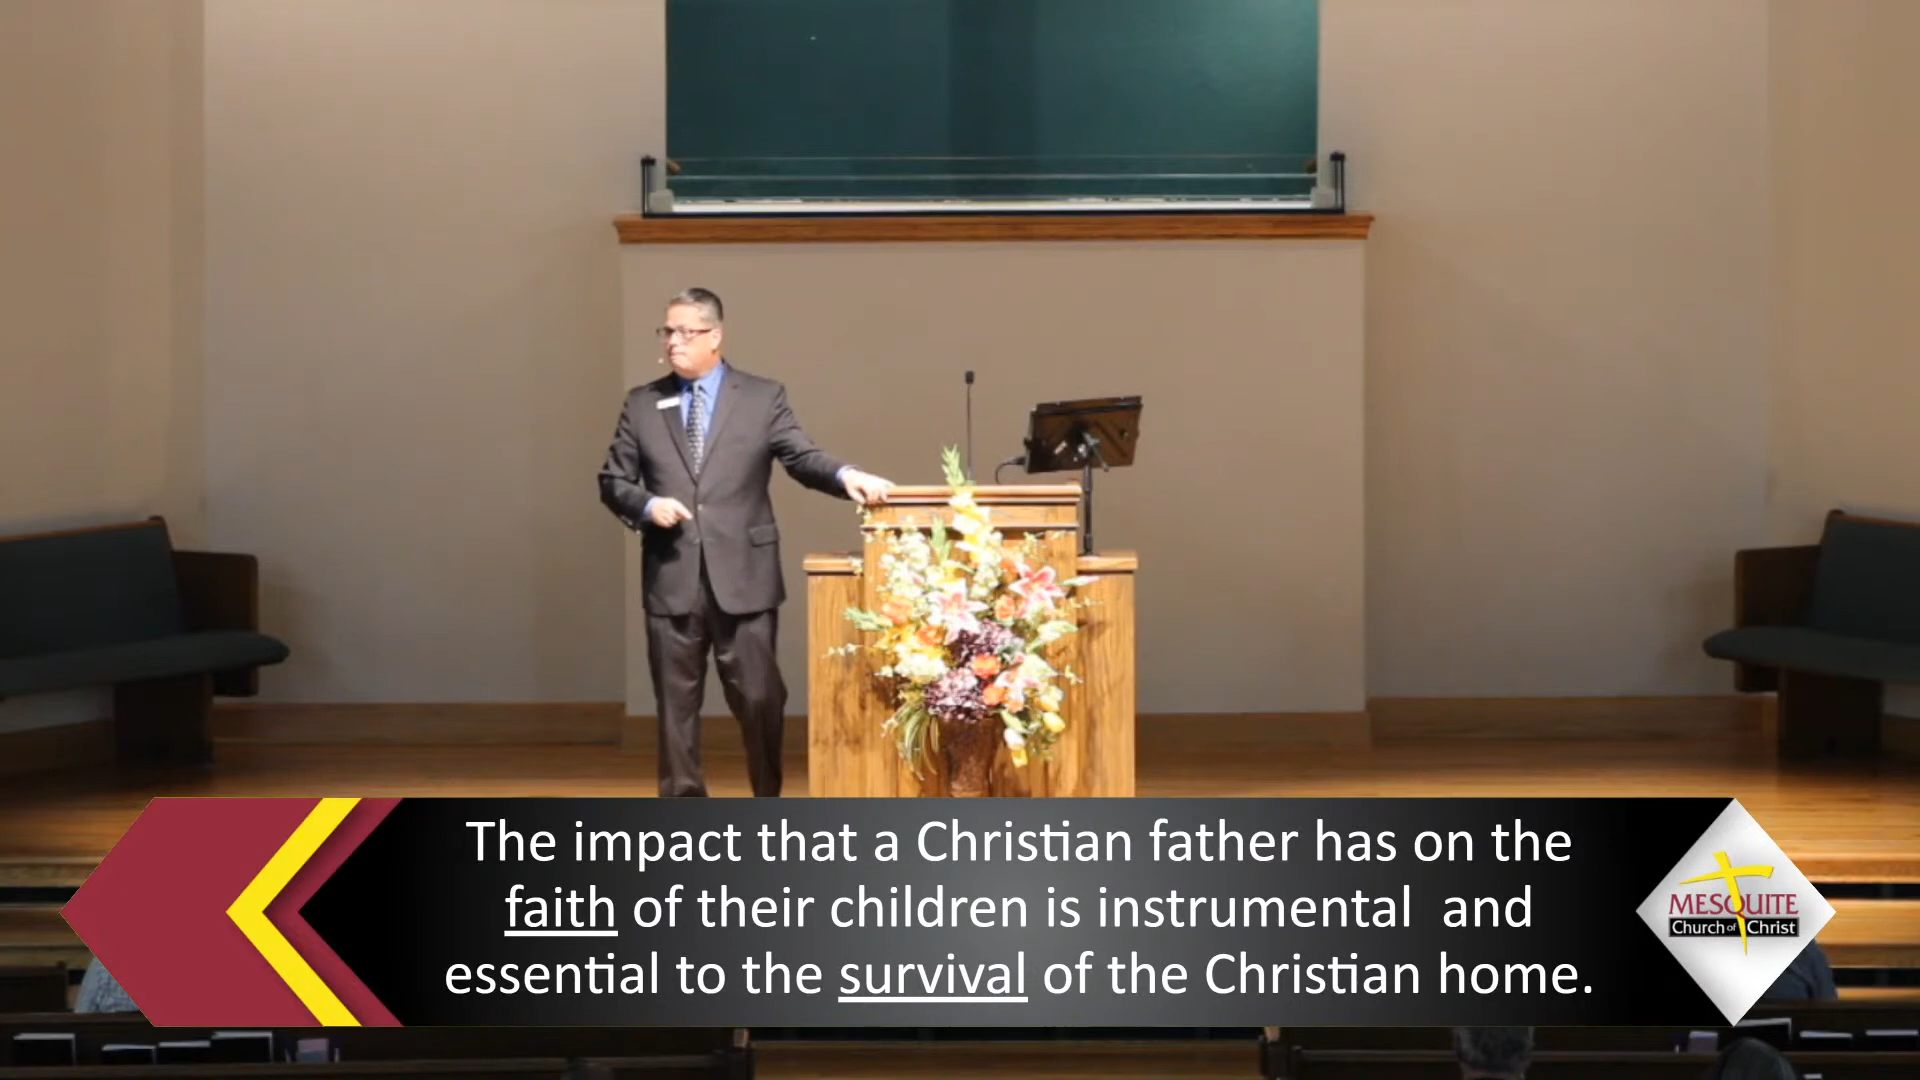 The impact that a Christian father has on the
faith of their children is instrumental  and
essential to the survival of the Christian home.
MESQUITE
Church of Christ